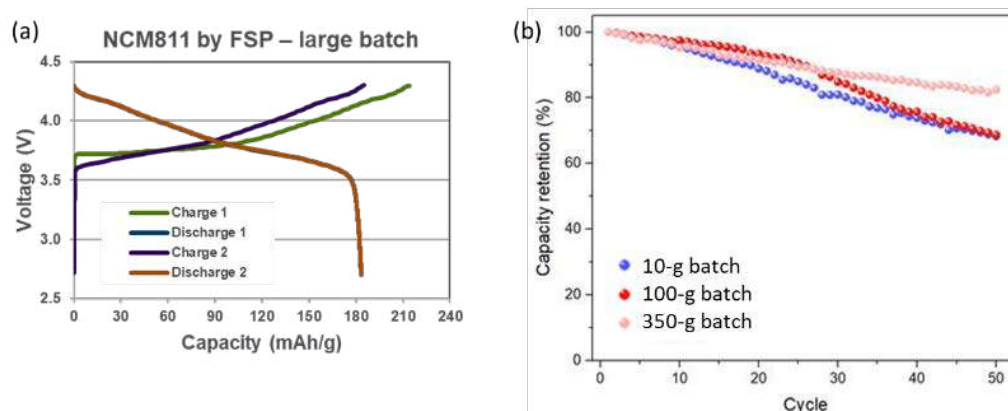 (a)
NCM811 by FSP – large batch
4.5
4.0
3.5
3.0
2.5
Voltage (V)
Charge 1
Discharge 1
Charge 2
Discharge 2
0 30 60 90 120 150 180 210 240
Capacity (mAh/g)
(b)
100
80
60
40
20
0
Capacity retention (%)
10-g batch
100-g batch
350-g batch
0 10 20 30 40 50
Cycle